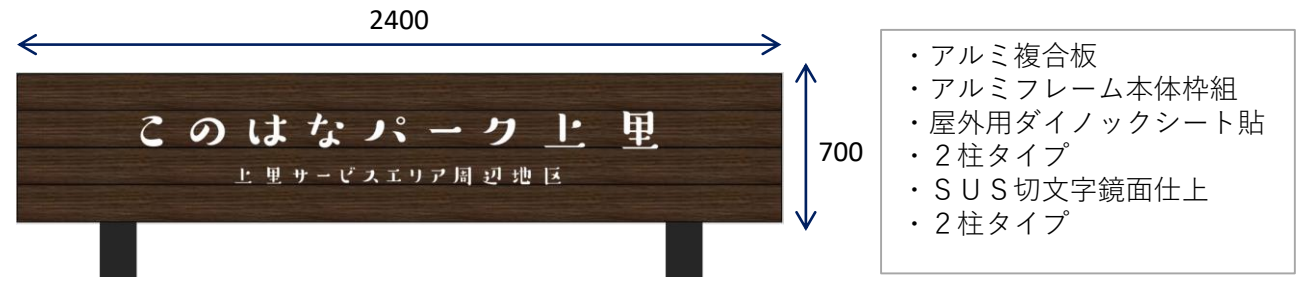 2400
このはなパーク上里
上里サービスエリア周辺地区
700
・アルミ複合板
・アルミフレーム本体枠組
・屋外用ダイノックシート貼
・２柱タイプ
・ＳＵＳ切文字鏡面仕上
・２柱タイプ